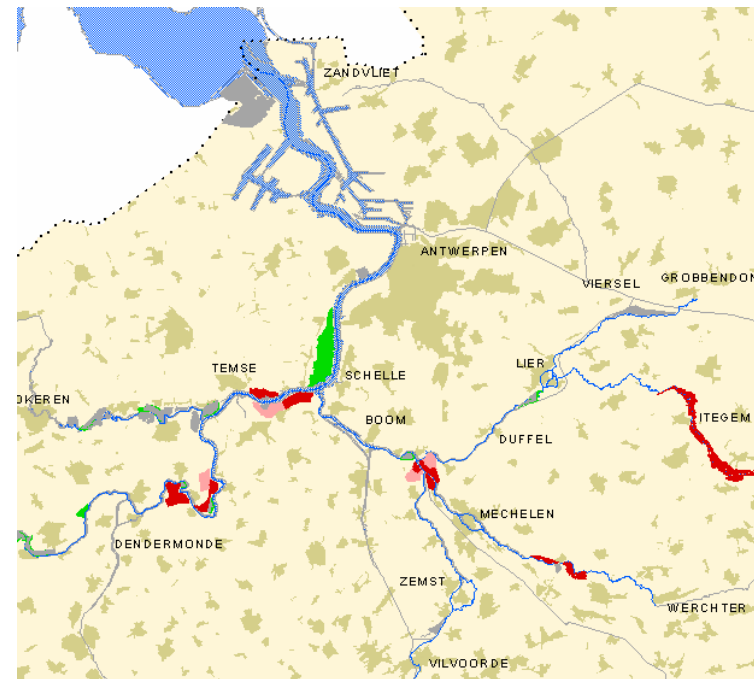 ZANDVLIET
ANTWERPEN
GROBBENDON
VIERSEL
TEMSE
LIER
SCHELLE
OKEREN
BOOM
ITEGEM
DUFFEL
MECHELEN
DENDERMONDE
ZEMST
WERCHTER
VILVOORDE